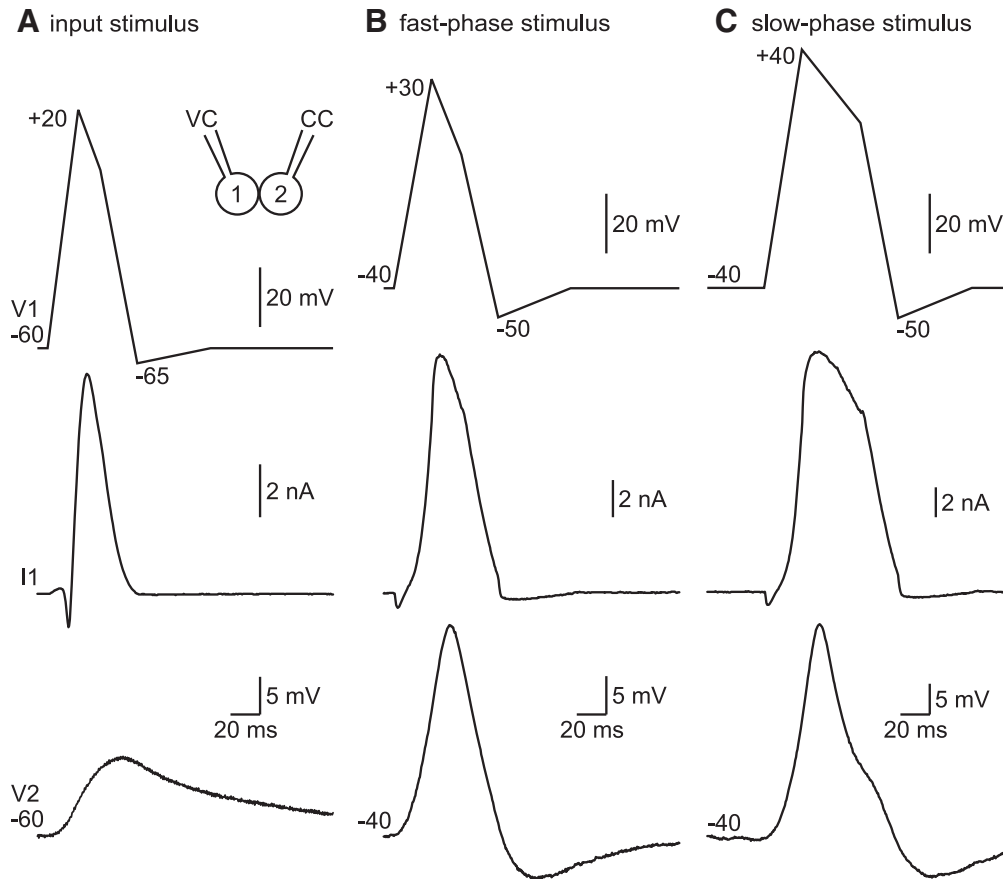 A input stimulus
+20
VC
CC
1
2
20 mV
V1
-60
-65
2 nA
I1
5 mV
20 ms
V2
-60
B fast-phase stimulus
+30
20 mV
-40
-50
2 nA
5 mV
20 ms
-40
C slow-phase stimulus
+40
20 mV
-40
-50
2 nA
5 mV
20 ms
-40